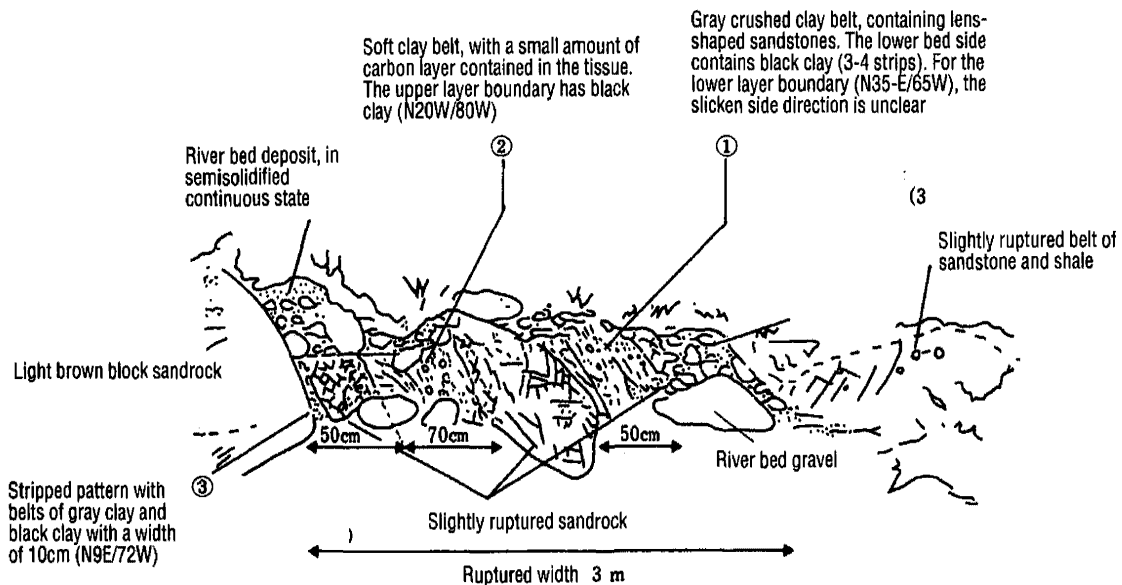 Gray crushed clay belt, containing lens-
shaped sandstones. The lower bed side
contains black clay (3-4 strips). For the
lower layer boundary (N35-E/65W), the
slicken side direction is unclear
①
Soft clay belt, with a small amount of
carbon layer contained in the tissue.
The upper layer boundary has black
clay (N20W/80W)
②
River bed deposit, in
semisolidified
continuous state
(3
Slightly ruptured belt of
sandstone and shale
Light brown block sandrock
50cm
70cm
50cm
River bed gravel
③
Stripped pattern with
belts of gray clay and
black clay with a width
of 10cm (N9E/72W)
Slightly ruptured sandrock
)
Ruptured width 3 m